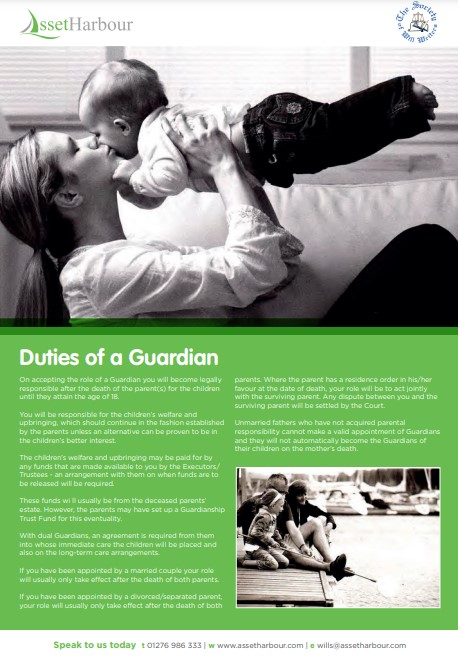 AssetHarbour
The Society
of Will Writers
Duties of a Guardian
On accepting the role of a Guardian you will become legally
responsible after the death of the parent(s) for the children
until they attain the age of 18.
You will be responsible for the children's welfare and
upbringing, which should continue in the fashion established
by the parents unless an alternative can be proven to be in
the children's better interest.
The children's welfare and upbringing may be paid for by
any funds that are made available to you by the Executors/
Trustees - an arrangement with them on when funds are to
be released will be required.
These funds wi ll usually be from the deceased parents'
estate. However, the parents may have set up a Guardianship
Trust Fund for this eventuality.
With dual Guardians, an agreement is required from them
into whose immediate care the children will be placed and
also on the long-term care arrangements.
If you have been appointed by a married couple your role
will usually only take effect after the death of both parents.
If you have been appointed by a divorced/separated parent,
your role will usually only take effect after the death of both
parents. Where the parent has a residence order in his/her
favour at the date of death, your role will be to act jointly
with the surviving parent. Any dispute between you and the
surviving parent will be settled by the Court.
Unmarried fathers who have not acquired parental
responsibility cannot make a valid appointment of Guardians
and they will not automatically become the Guardians of
their children on the mother's death.
Speak to us today t 01276 986 333 | w www.assetharbour.com | e wills@assetharbour.com